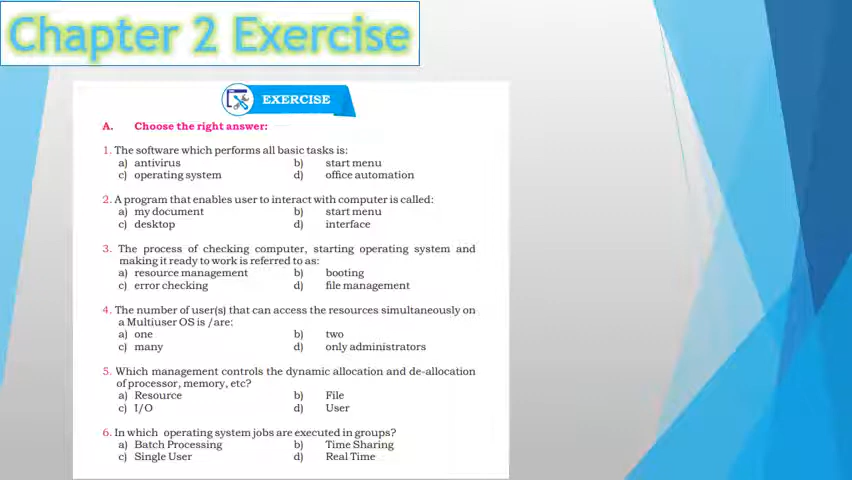 Chapter 2 Exercise
EXERCISE
A. Choose the right answer:
1. The software which performs all basic tasks is:
a) antivirus b) start menu
c) operating system d) office automation
2. A program that enables user to interact with computer is called:
a) my document b) start menu
c) desktop d) interface
3. The process of checking computer, starting operating system and
making it ready to work is referred to as:
a) resource management b) booting
c) error checking d) file management
4. The number of user(s) that can access the resources simultaneously on
a Multiuser OS is /are:
a) one b) two
c) many d) only administrators
5. Which management controls the dynamic allocation and de-allocation
of processor, memory, etc?
a) Resource b) File
c) I/O d) User
6. In which operating system jobs are executed in groups?
a) Batch Processing b) Time Sharing
c) Single User d) Real Time